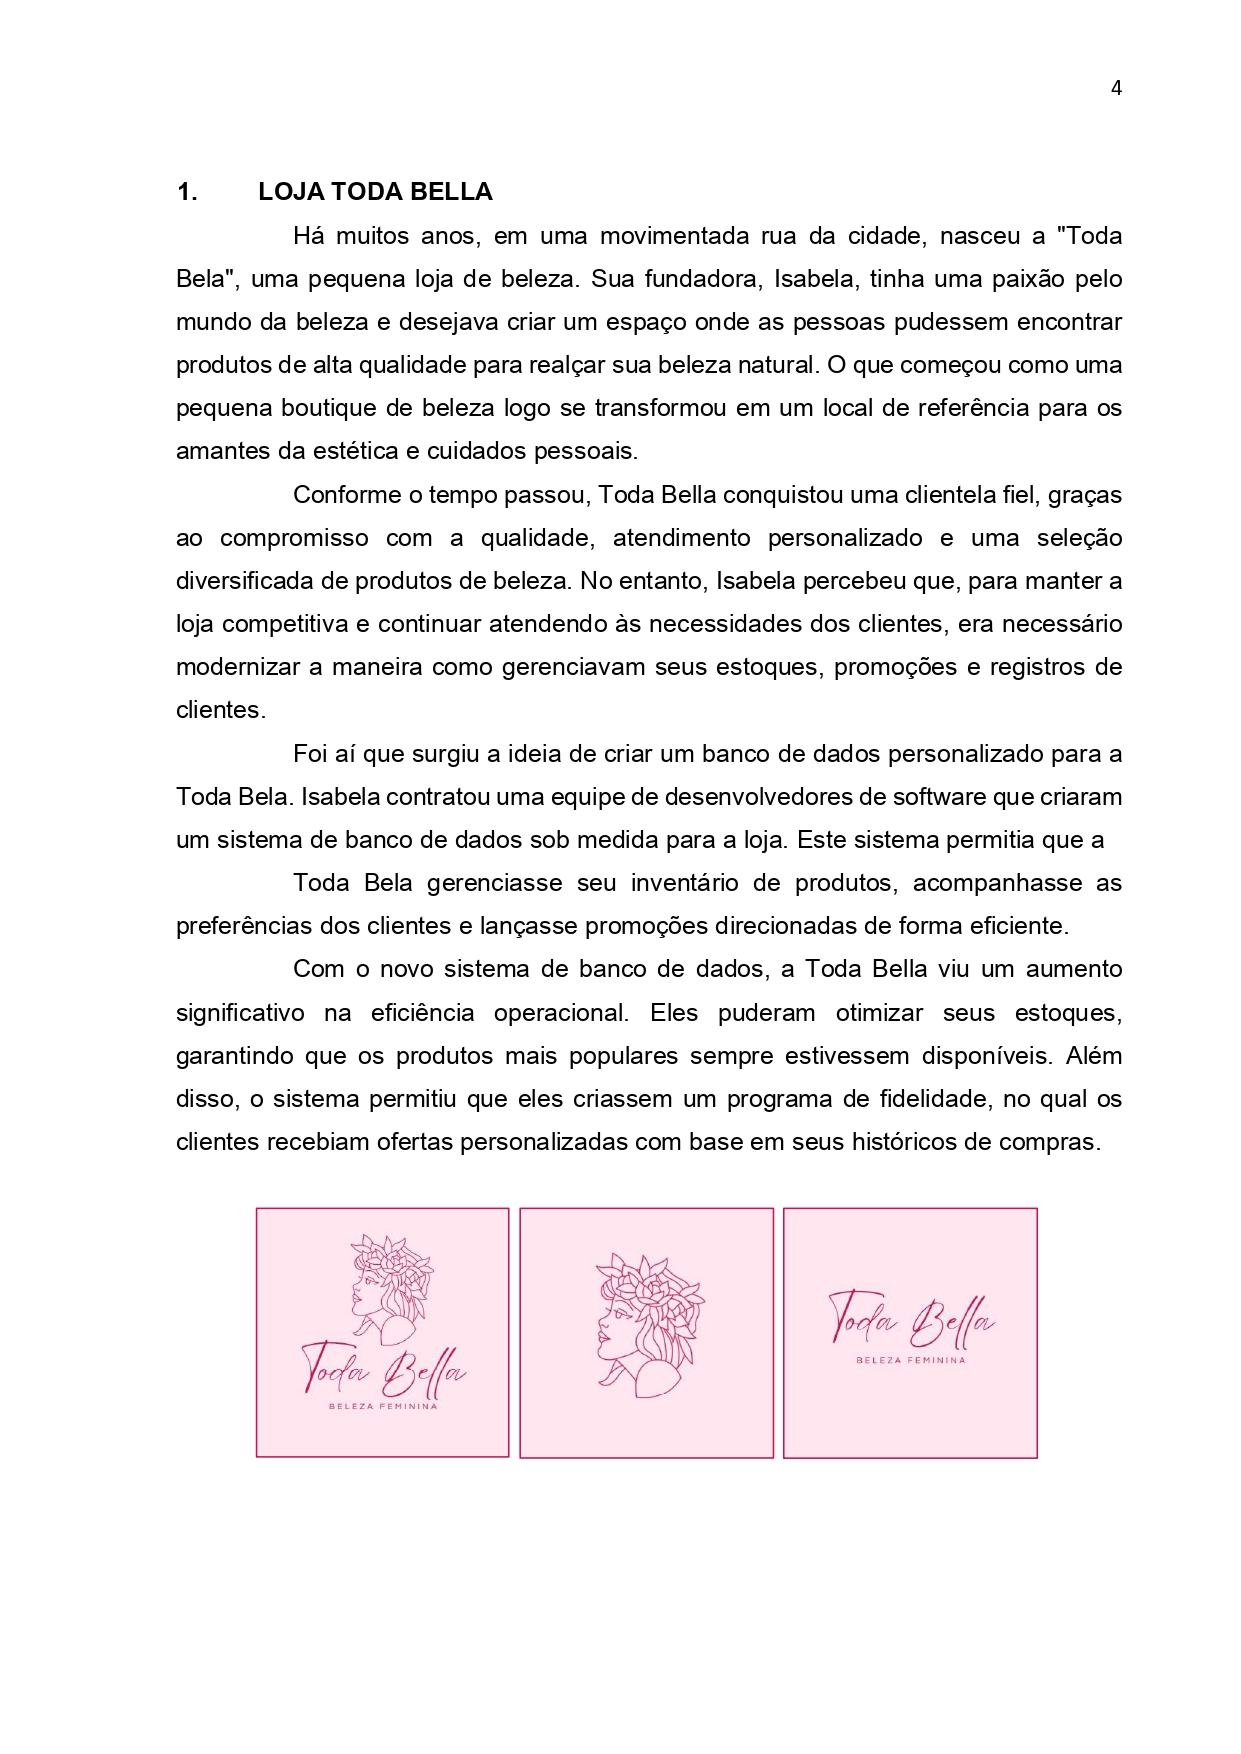 4
1. LOJA TODA BELLA
Há muitos anos, em uma movimentada rua da cidade, nasceu a "Toda
Bela", uma pequena loja de beleza. Sua fundadora, Isabela, tinha uma paixão pelo
mundo da beleza e desejava criar um espaço onde as pessoas pudessem encontrar
produtos de alta qualidade para realçar sua beleza natural. O que começou como uma
pequena boutique de beleza logo se transformou em um local de referência para os
amantes da estética e cuidados pessoais.
Conforme o tempo passou, Toda Bella conquistou uma clientela fiel, graças
ao compromisso com a qualidade, atendimento personalizado e uma seleção
diversificada de produtos de beleza. No entanto, Isabela percebeu que, para manter a
loja competitiva e continuar atendendo às necessidades dos clientes, era necessário
modernizar a maneira como gerenciavam seus estoques, promoções e registros de
clientes.
Foi aí que surgiu a ideia de criar um banco de dados personalizado para a
Toda Bela. Isabela contratou uma equipe de desenvolvedores de software que criaram
um sistema de banco de dados sob medida para a loja. Este sistema permitia que a
Toda Bela gerenciasse seu inventário de produtos, acompanhasse as
preferências dos clientes e lançasse promoções direcionadas de forma eficiente.
Com o novo sistema de banco de dados, a Toda Bella viu um aumento
significativo na eficiência operacional. Eles puderam otimizar seus estoques,
garantindo que os produtos mais populares sempre estivessem disponíveis. Além
disso, o sistema permitiu que eles criassem um programa de fidelidade, no qual os
clientes recebiam ofertas personalizadas com base em seus históricos de compras.
Toda Bella
BELEZA FEMININA
Toda Bella
BELEZA FEMININA